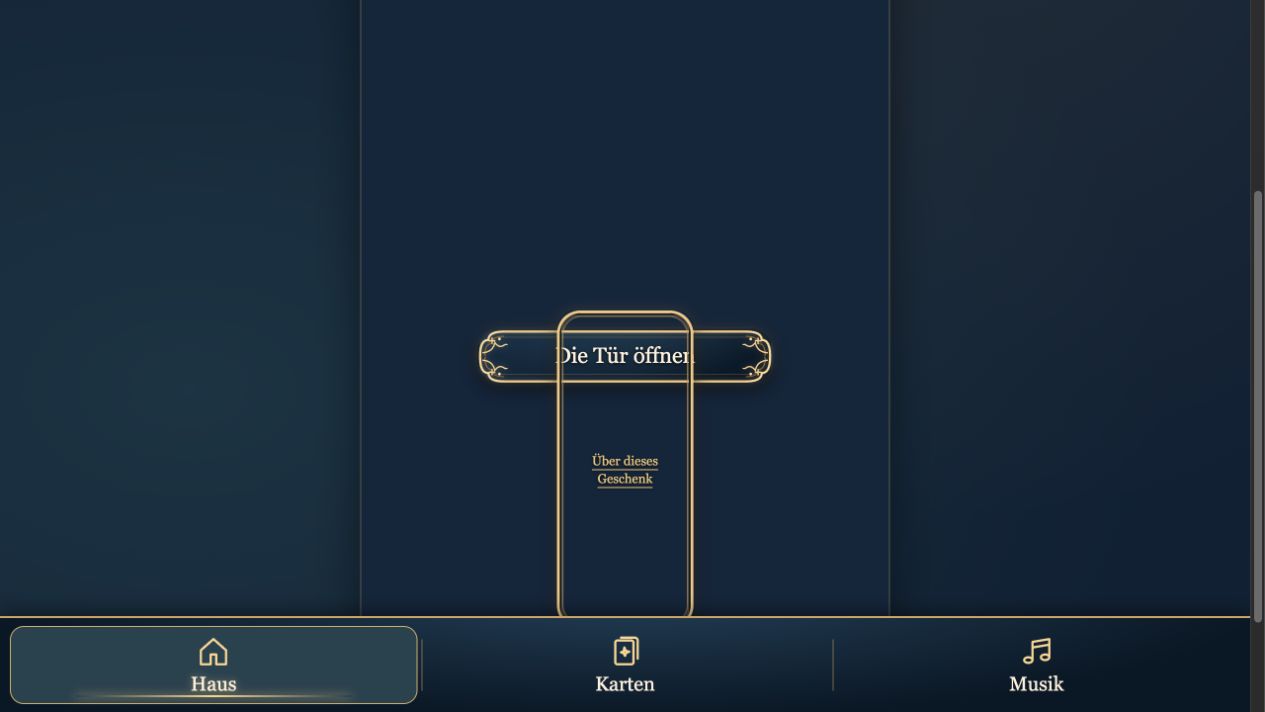 Die Tür öffnen
Über dieses
Geschenk
Haus
Karten
Musik